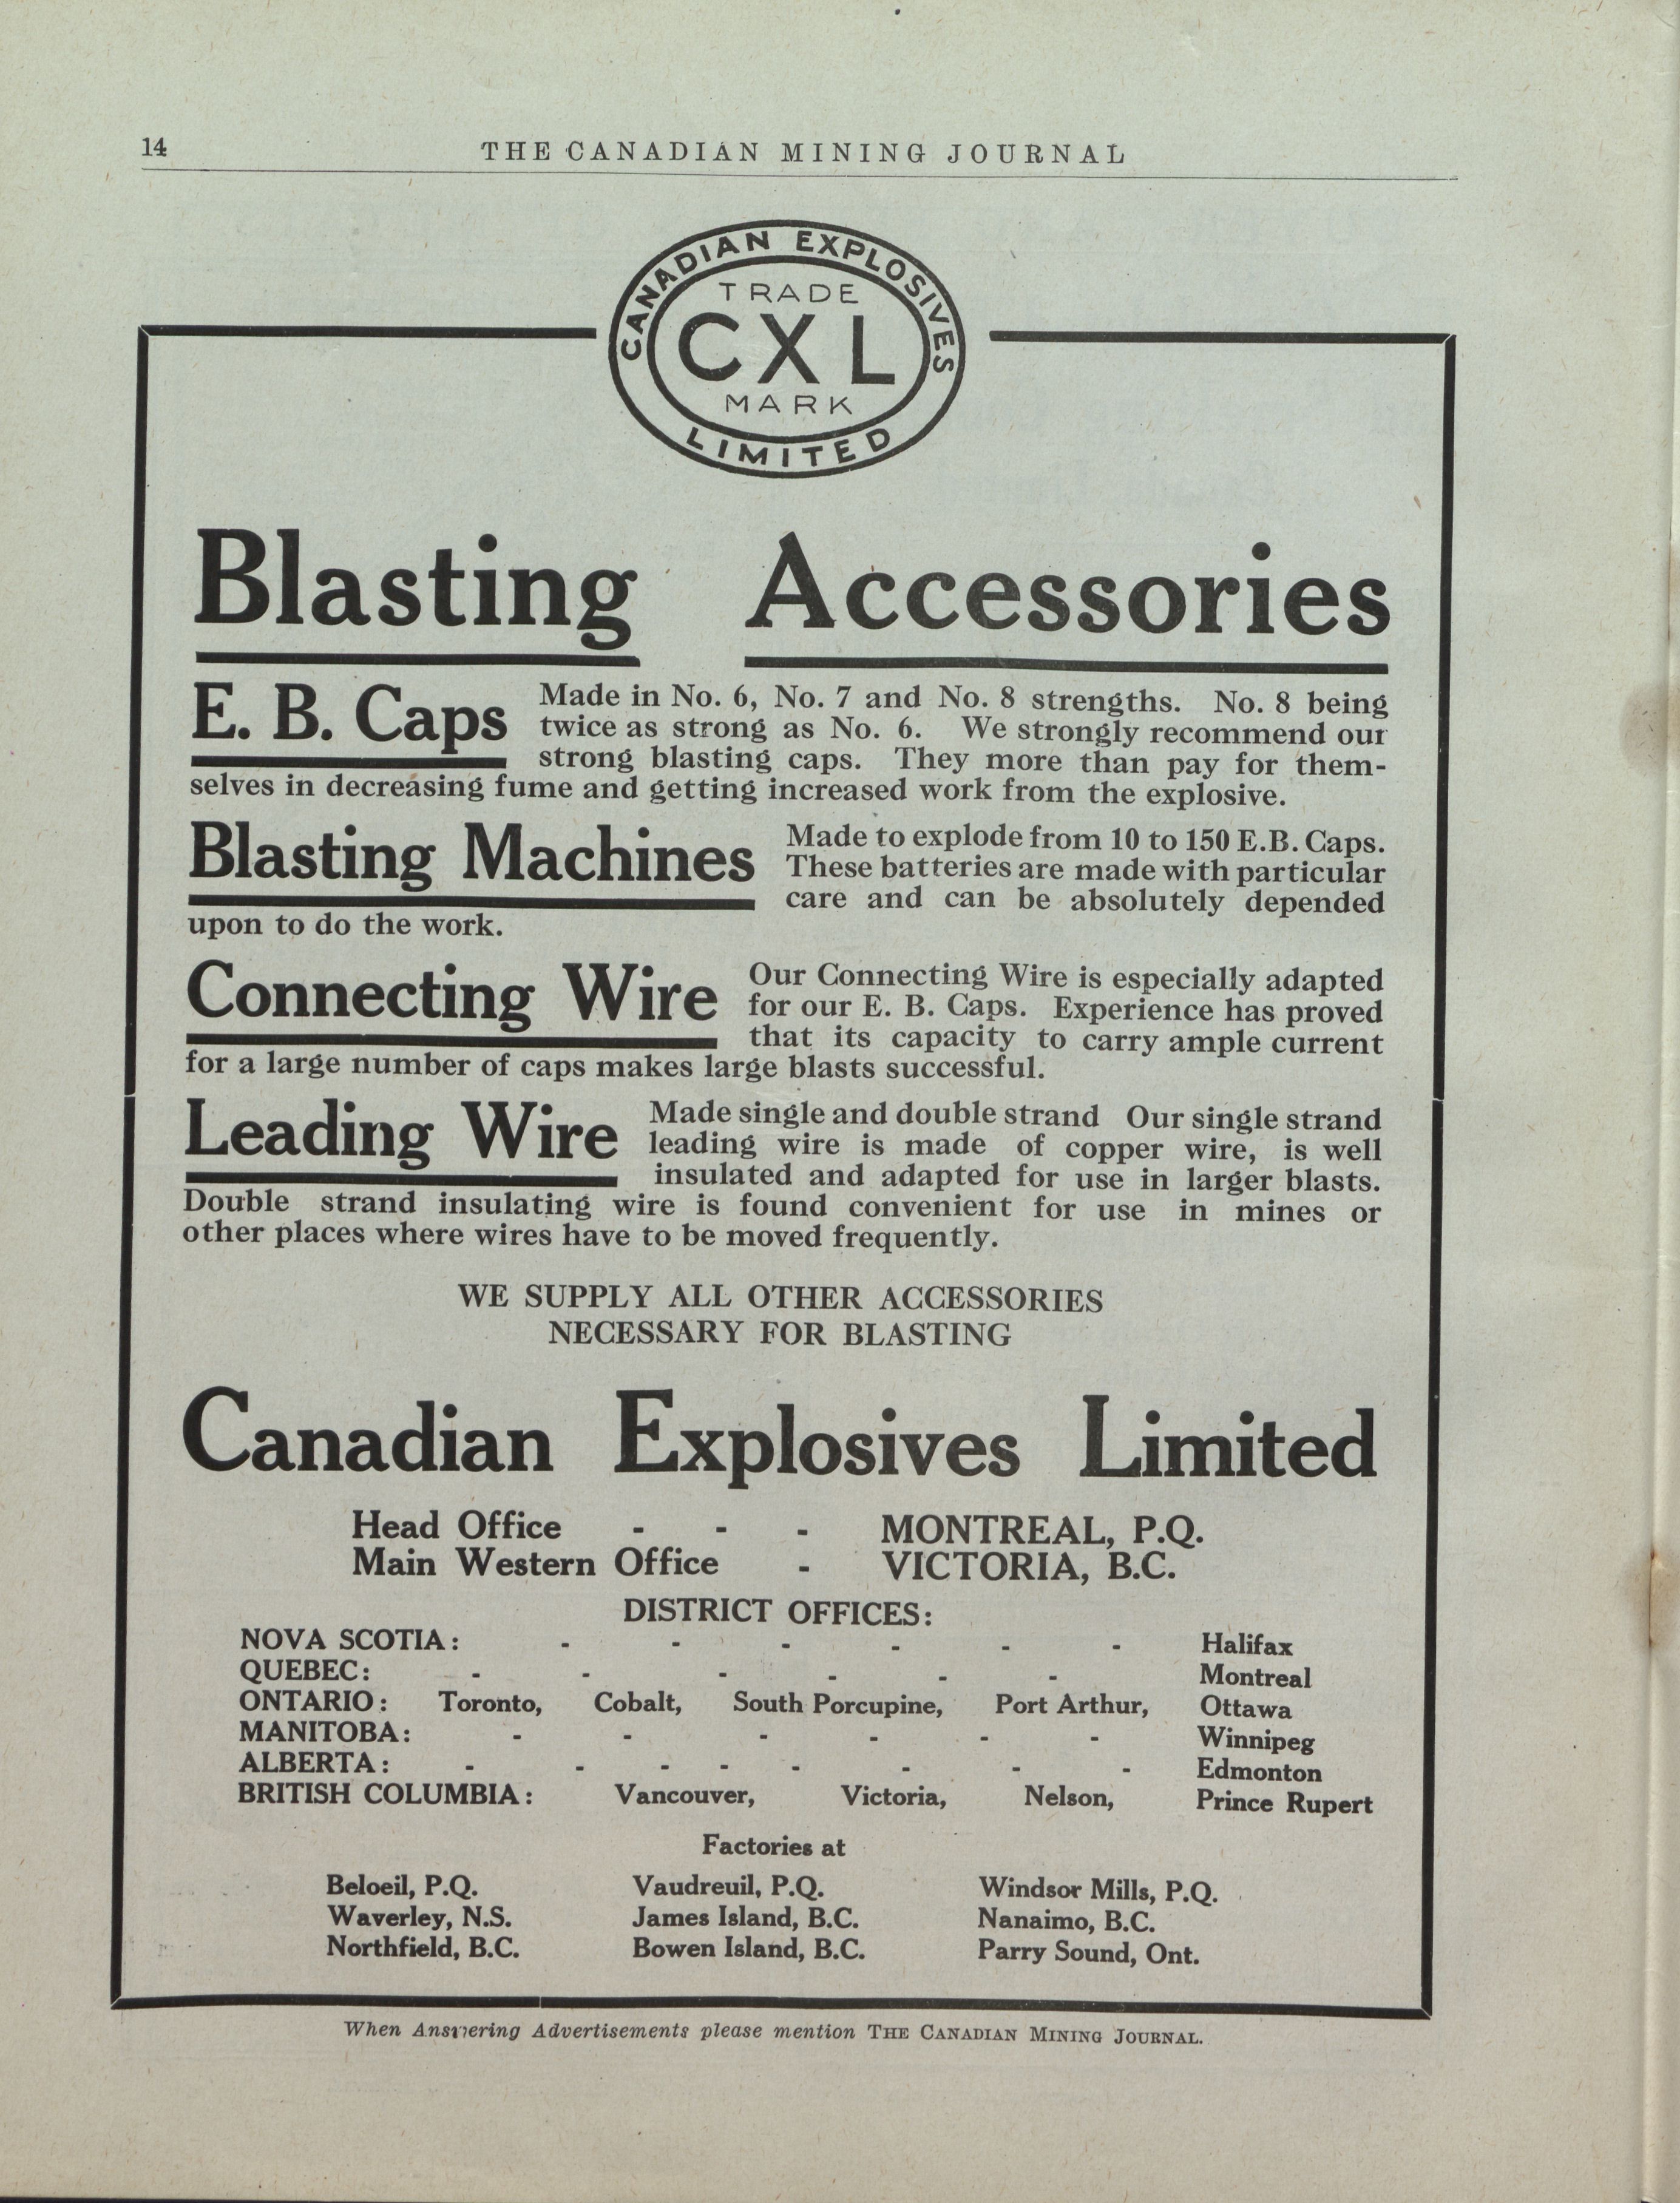 14
THE CANADIAN MINING JOURNAL
CANADIAN EXPLOSIVES
TRADE
CXL
MARK
LIMITED
Blasting Accessories
E. B. Caps
Made in No. 6, No. 7 and No. 8 strengths. No. 8 being
twice as strong as No. 6. We strongly recommend our
strong blasting caps. They more than pay for them-
selves in decreasing fume and getting increased work from the explosive.
Blasting Machines
Made to explode from 10 to 150 E.B. Caps.
These batteries are made with particular
care and can be absolutely depended
upon to do the work.
Connecting Wire
Our Connecting Wire is especially adapted
for our E. B. Caps. Experience has proved
that its capacity to carry ample current
for a large number of caps makes large blasts successful.
Leading Wire
Made single and double strand Our single strand
leading wire is made of copper wire, is well
insulated and adapted for use in larger blasts.
Double strand insulating wire is found convenient for use in mines or
other places where wires have to be moved frequently.
WE SUPPLY ALL OTHER ACCESSORIES
NECESSARY FOR BLASTING
Canadian Explosives Limited
Head Office - - - MONTREAL, P.Q.
Main Western Office - VICTORIA, B.C.
DISTRICT OFFICES:
NOVA SCOTIA: - - - - - - Halifax
QUEBEC: - - - - - - Montreal
ONTARIO: Toronto, Cobalt, South Porcupine, Port Arthur, Ottawa
MANITOBA: - - - - - - Winnipeg
ALBERTA: - - - - - - - - Edmonton
BRITISH COLUMBIA: Vancouver, Victoria, Nelson, Prince Rupert
Factories at
Beloeil, P.Q. Vaudreuil, P.Q. Windsor Mills, P.Q.
Waverley, N.S. James Island, B.C. Nanaimo, B.C.
Northfield, B.C. Bowen Island, B.C. Parry Sound, Ont.
When Answering Advertisements please mention THE CANADIAN MINING JOURNAL.